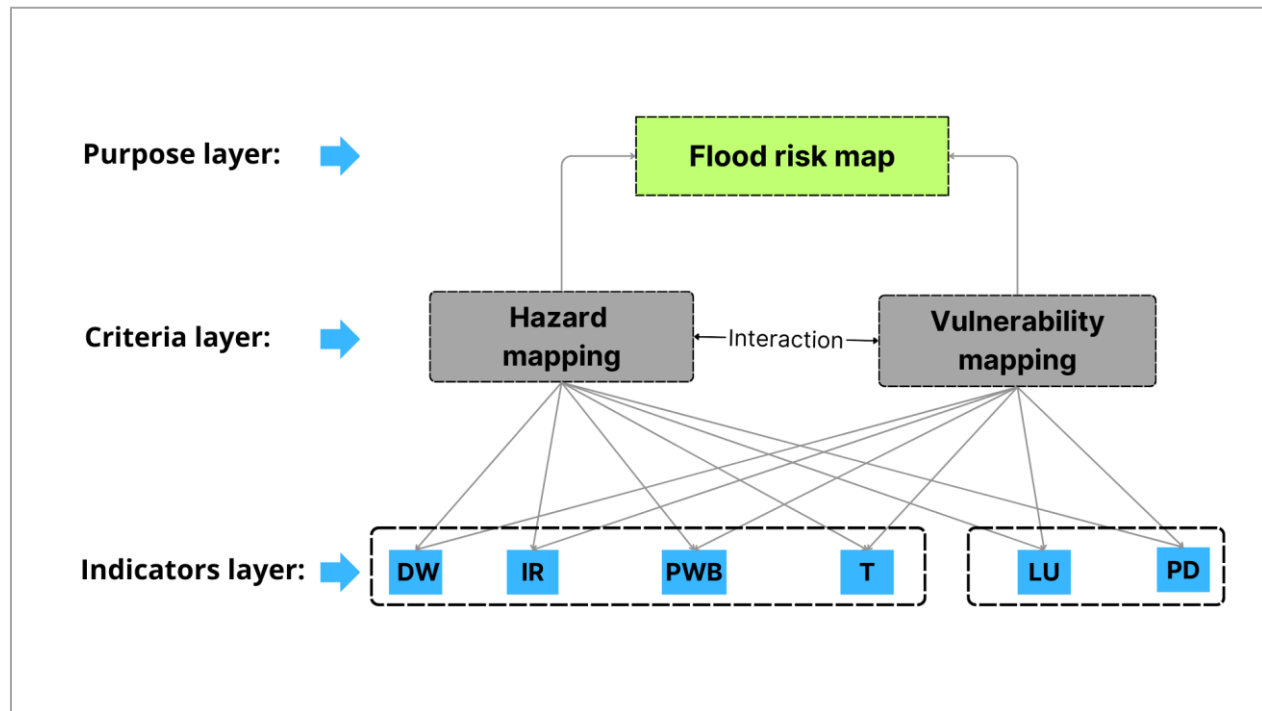 Purpose layer:
Flood risk map
Criteria layer:
Hazard
mapping
Interaction
Vulnerability
mapping
Indicators layer:
DW
IR
PWB
T
LU
PD